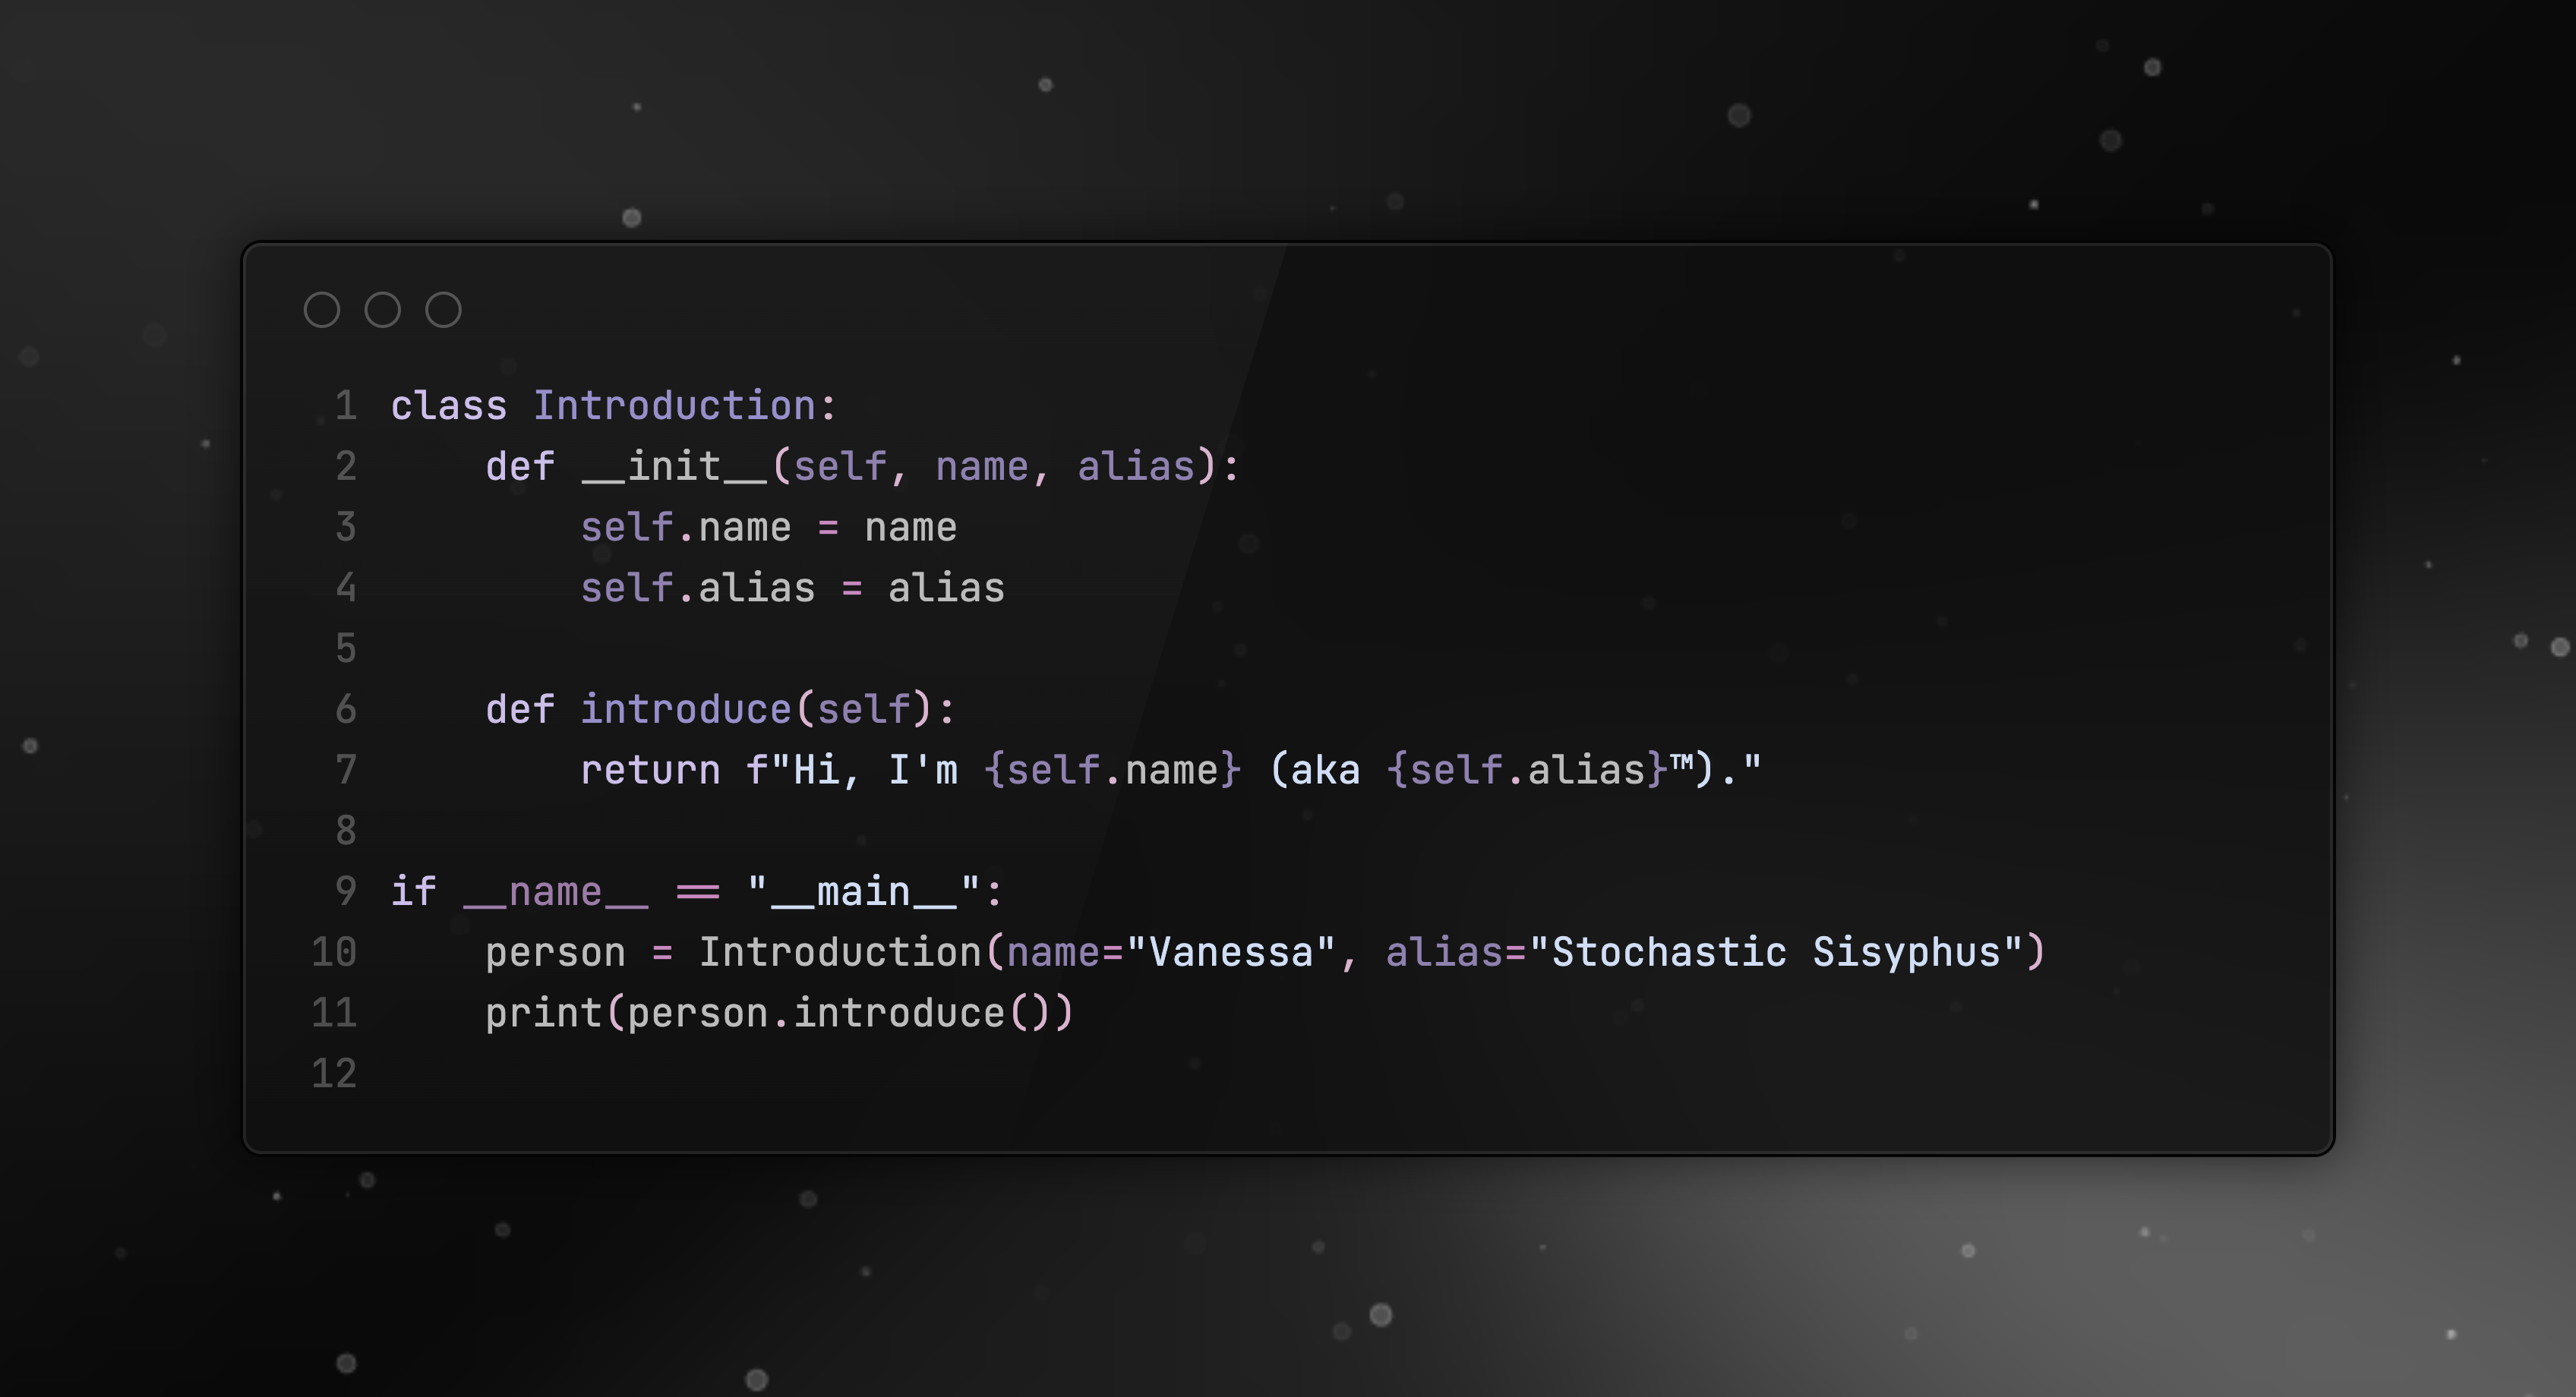 1 class Introduction:
2     def __init__(self, name, alias):
3         self.name = name
4         self.alias = alias
5
6     def introduce(self):
7         return f"Hi, I'm {self.name} (aka {self.alias}™)."
8
9 if __name__ == "__main__":
10     person = Introduction(name="Vanessa", alias="Stochastic Sisyphus")
11     print(person.introduce())
12